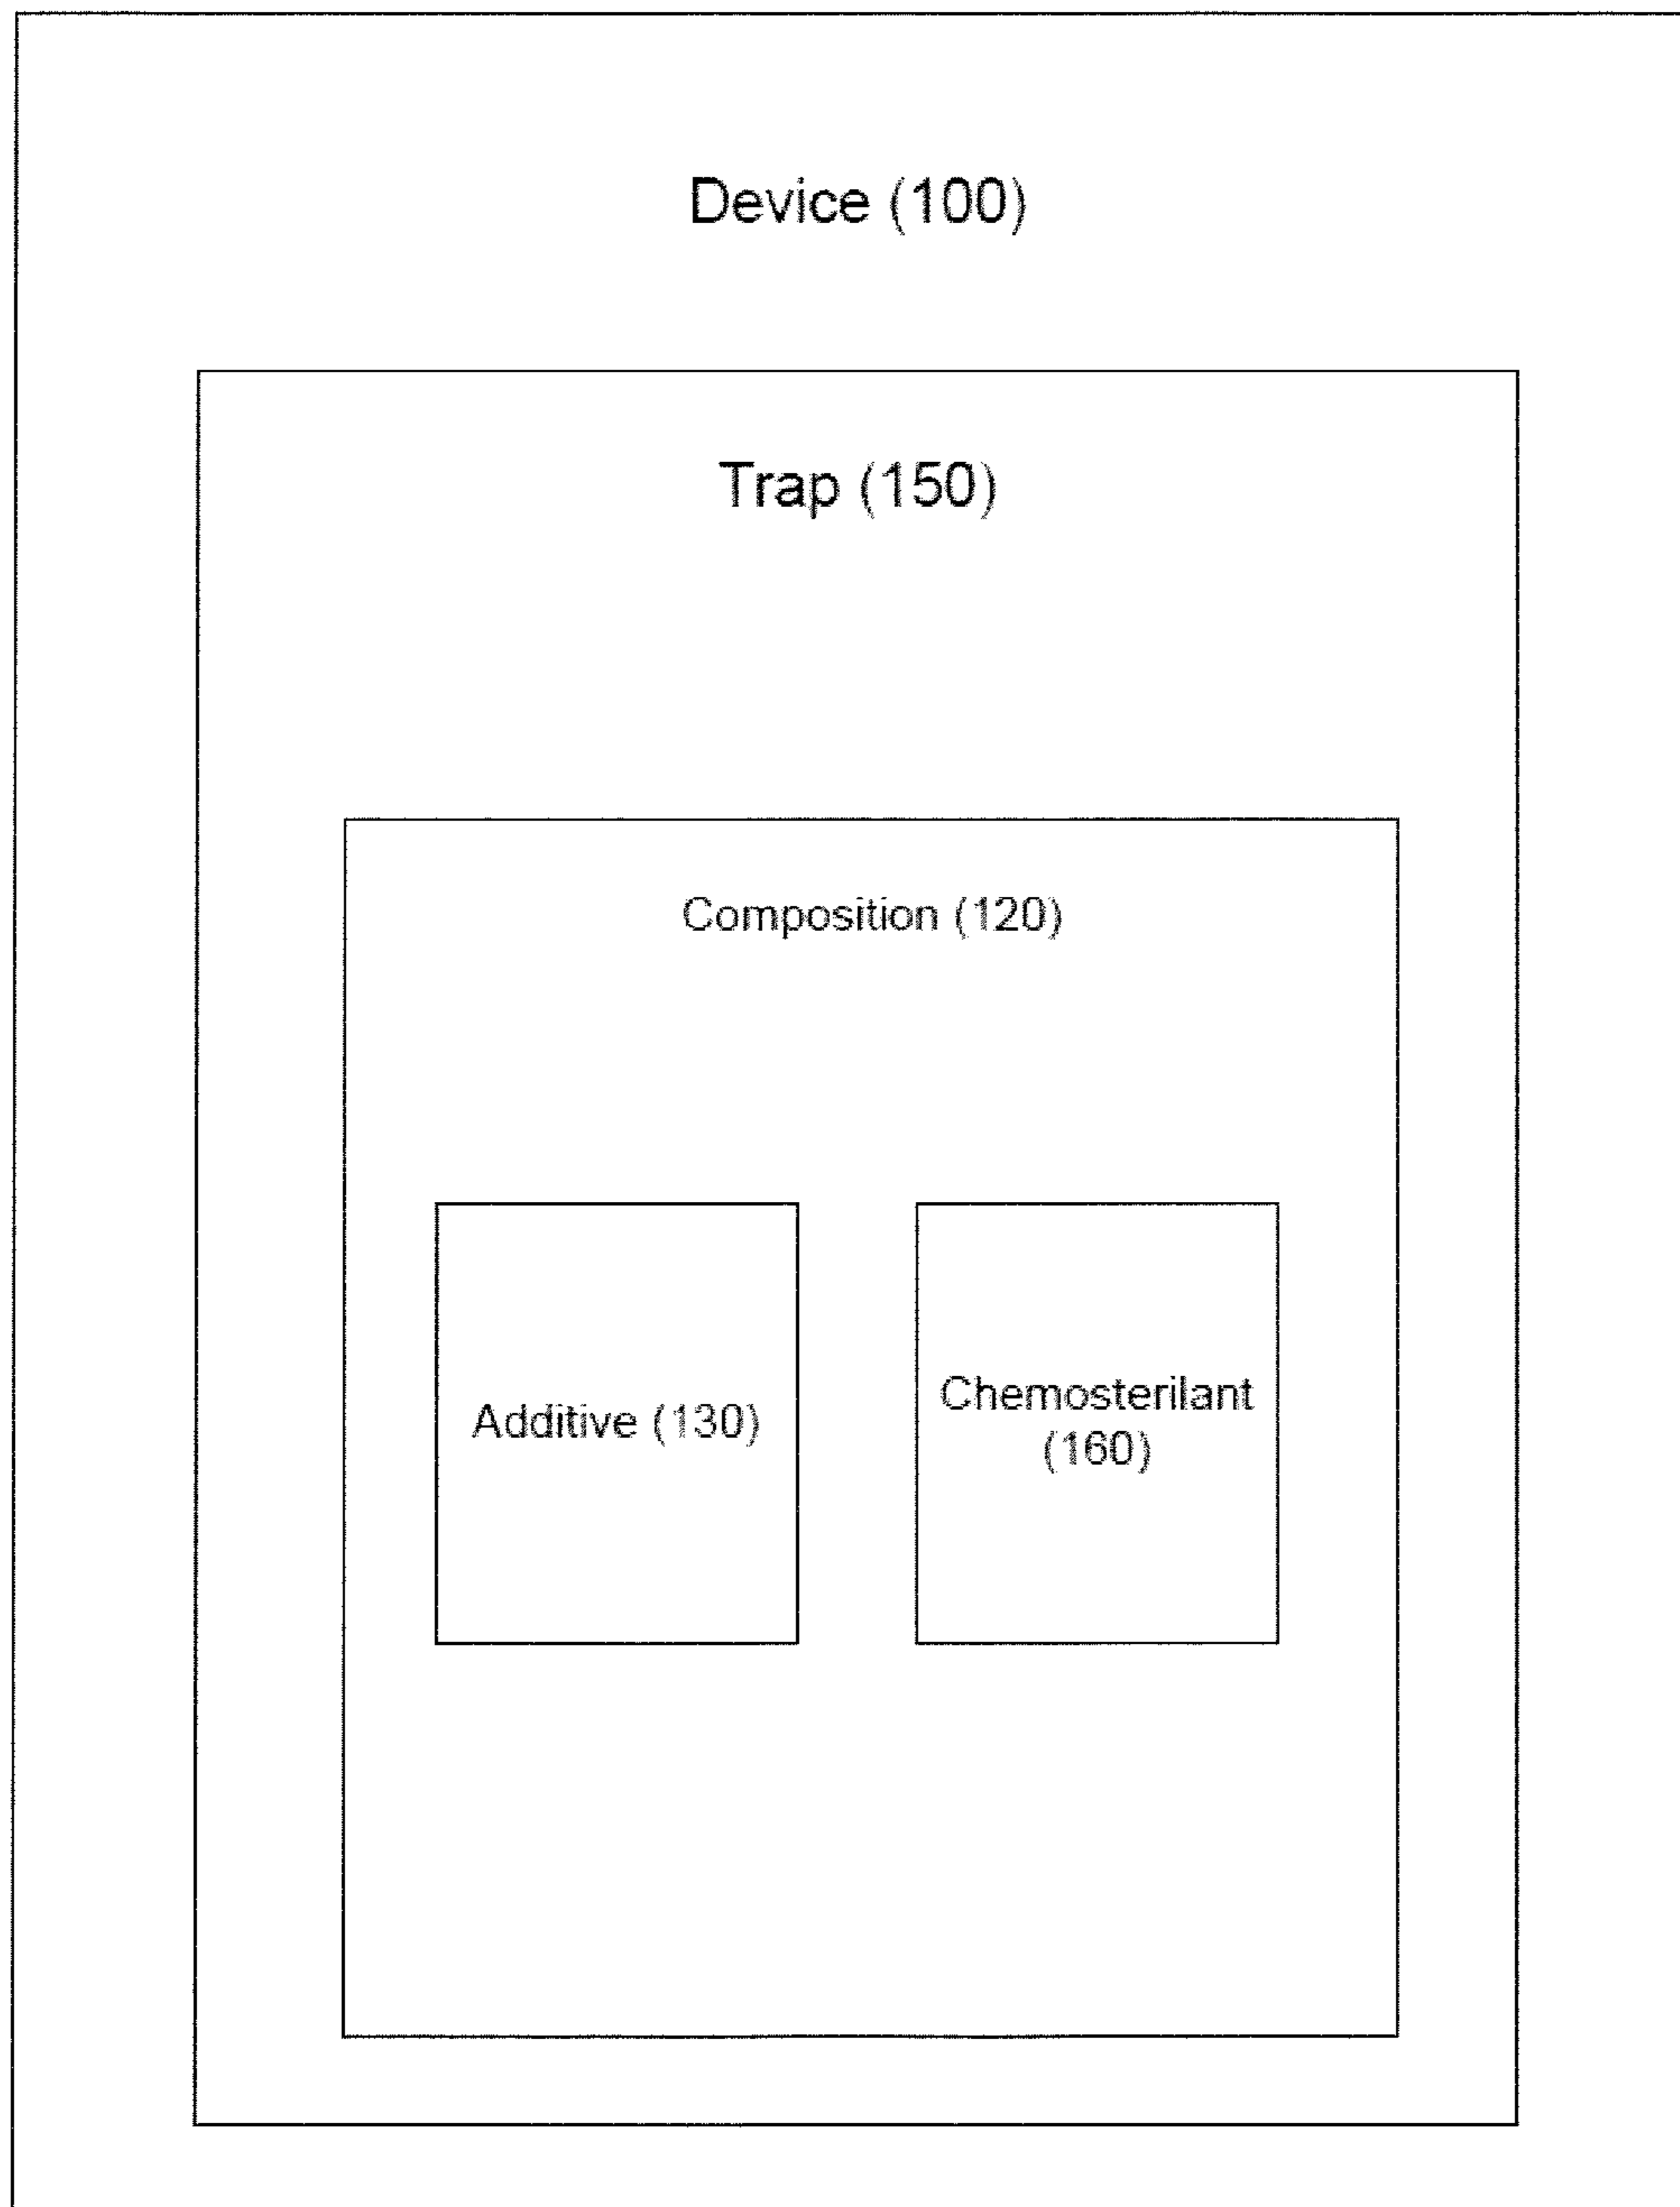 Device (100)
Trap (150)
Composition (120)
Additive (130)
Chemosterilant
(160)